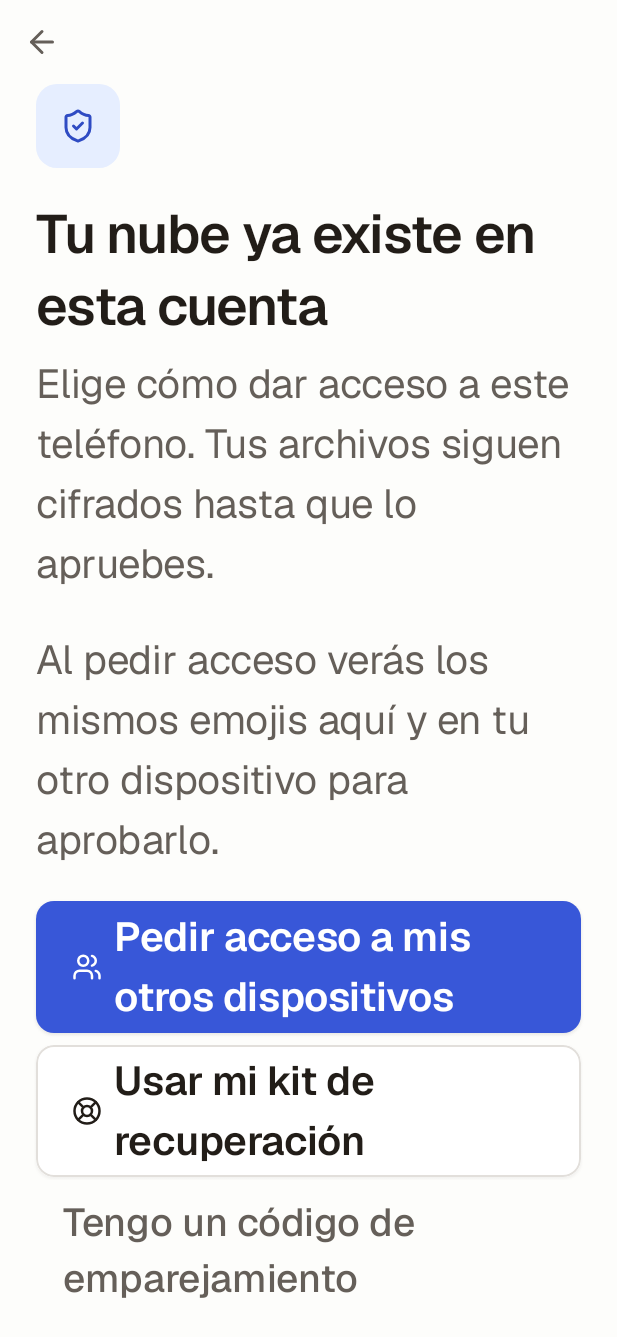 Tu nube ya existe en
esta cuenta
Elige cómo dar acceso a este
teléfono. Tus archivos siguen
cifrados hasta que lo
apruebes.
Al pedir acceso verás los
mismos emojis aquí y en tu
otro dispositivo para
aprobarlo.
Pedir acceso a mis
otros dispositivos
Usar mi kit de
recuperación
Tengo un código de
emparejamiento